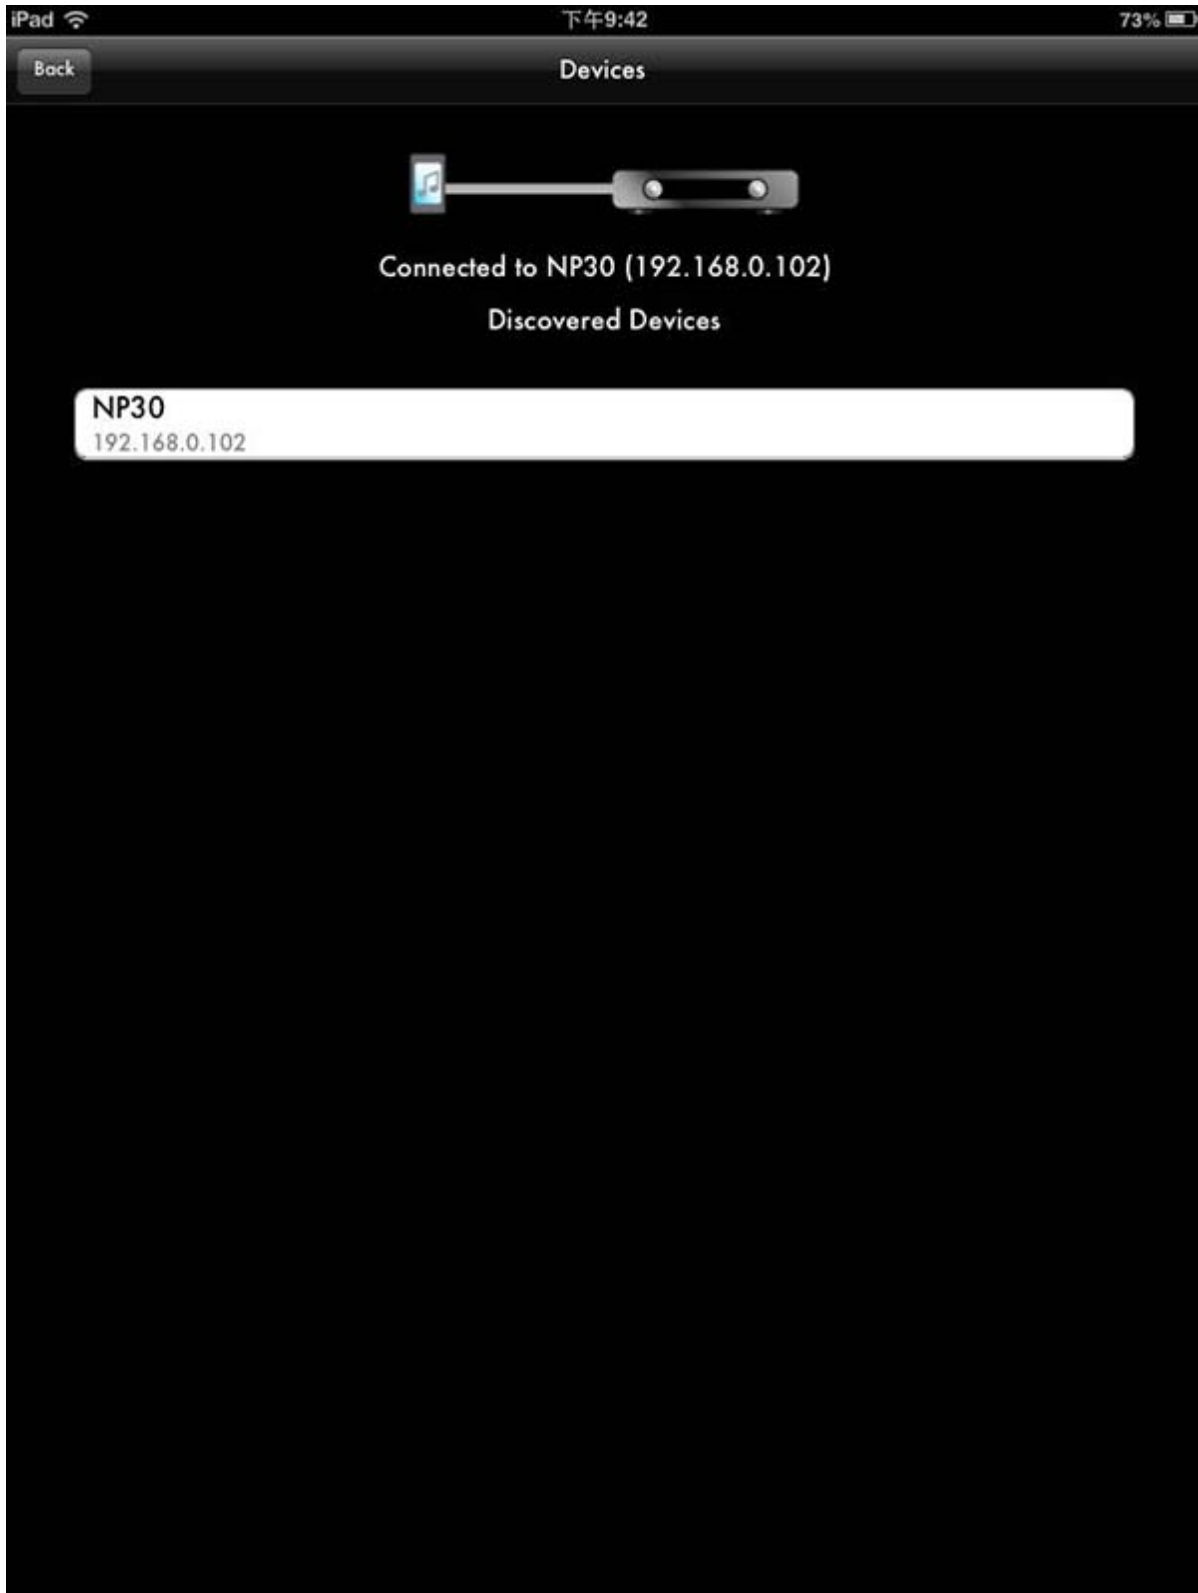 iPad 下午9:42 73%
Back Devices
Connected to NP30 (192.168.0.102)
Discovered Devices
NP30
192.168.0.102